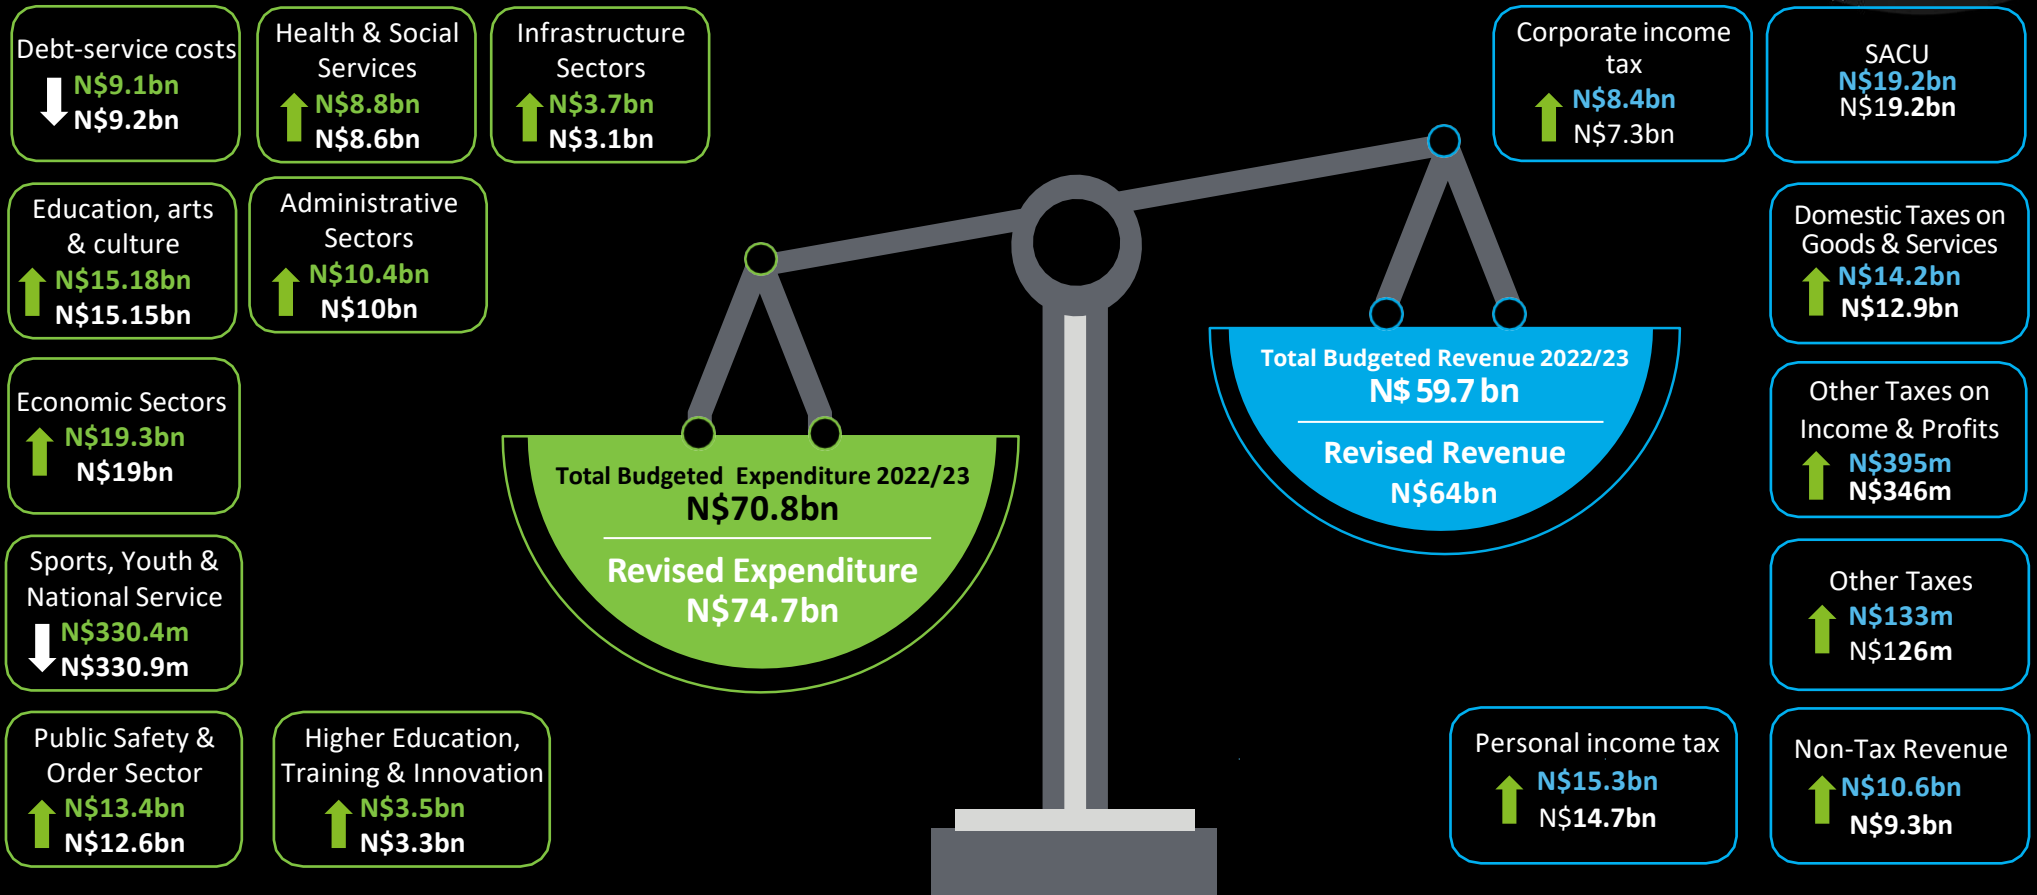 Debt-service costs
N$9.1bn
N$9.2bn
Health & Social
Services
N$8.8bn
N$8.6bn
Infrastructure
Sectors
N$3.7bn
N$3.1bn
Education, arts
& culture
N$15.18bn
N$15.15bn
Administrative
Sectors
N$10.4bn
N$10bn
Economic Sectors
N$19.3bn
N$19bn
Sports, Youth &
National Service
N$330.4m
N$330.9m
Public Safety &
Order Sector
N$13.4bn
N$12.6bn
Higher Education,
Training & Innovation
N$3.5bn
N$3.3bn
Total Budgeted Expenditure 2022/23
N$70.8bn
Revised Expenditure
N$74.7bn
Total Budgeted Revenue 2022/23
N$ 59.7 bn
Revised Revenue
N$64bn
Corporate income
tax
N$8.4bn
N$7.3bn
SACU
N$19.2bn
N$19.2bn
Domestic Taxes on
Goods & Services
N$14.2bn
N$12.9bn
Other Taxes on
Income & Profits
N$395m
N$346m
Other Taxes
N$133m
N$126m
Personal income tax
N$15.3bn
N$14.7bn
Non-Tax Revenue
N$10.6bn
N$9.3bn